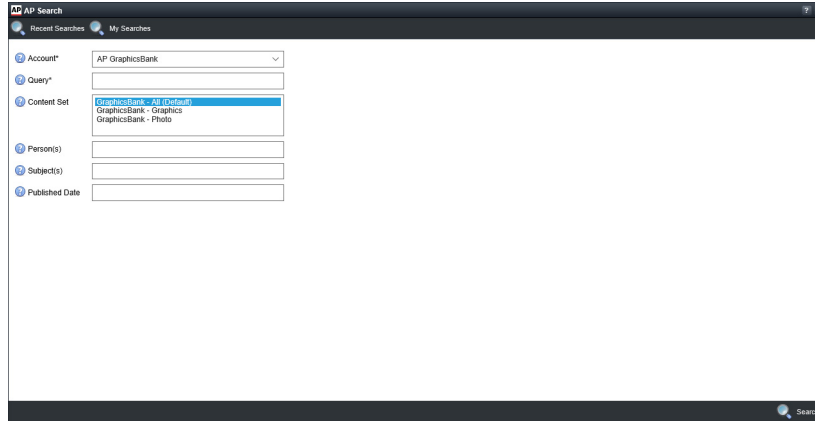 AP AP Search ?
Recent Searches My Searches
? Account* AP GraphicsBank
? Query*
? Content Set GraphicsBank - All (Default)
GraphicsBank - Graphics
GraphicsBank - Photo
? Person(s)
? Subject(s)
? Published Date
Searc